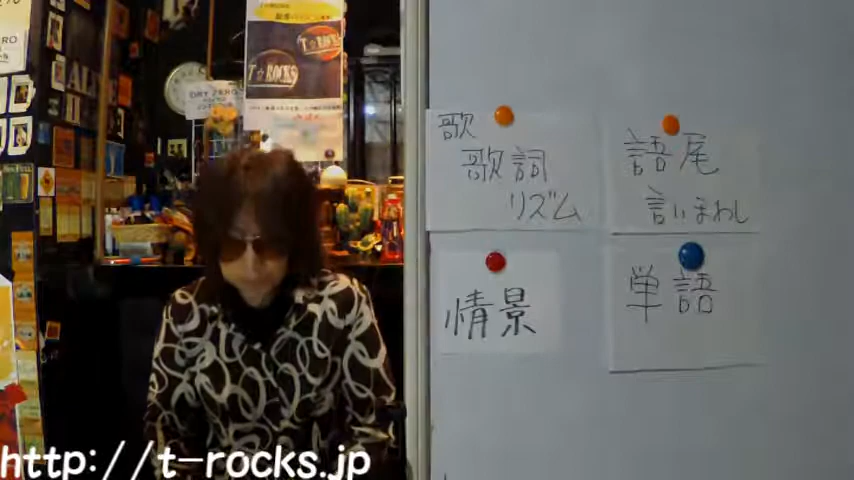 T☆ROCKS
T☆ROCKS
DRY ZERO
歌
歌詞
リズム
語尾
言いまわし
情景
単語
http://t-rocks.jp